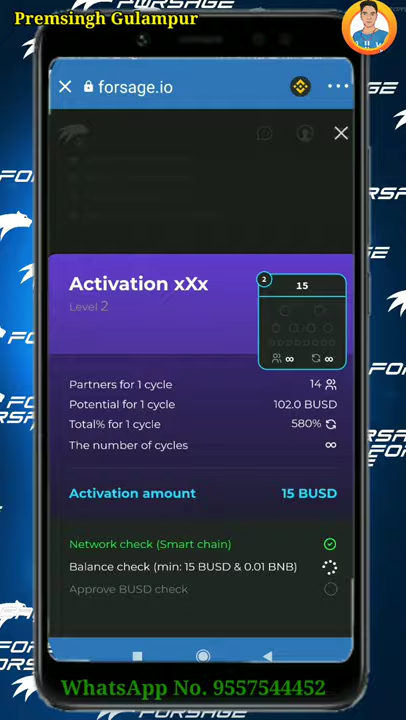 FORSAGE
Premsingh Gulampur
forsage.io
Activation xXx
Level 2
2
15
∞ ∞
Partners for 1 cycle 14
Potential for 1 cycle 102.0 BUSD
Total% for 1 cycle 580%
The number of cycles ∞
Activation amount 15 BUSD
Network check (Smart chain)
Balance check (min: 15 BUSD & 0.01 BNB)
Approve BUSD check
WhatsApp No. 9557544452